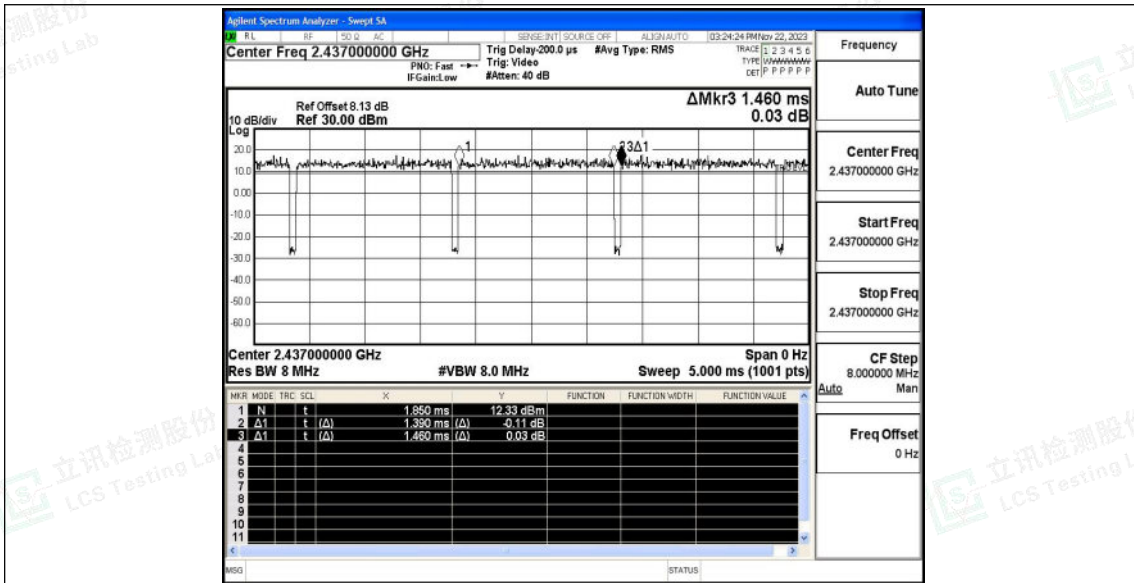 Agilent Spectrum Analyzer - Swept SA
RL RF 50 Ω AC SENSE:INT SOURCE OFF ALIGNAUTO 03:24:24 PM Nov 22, 2023
Center Freq 2.437000000 GHz
PNO: Fast
IFGain:Low
Trig Delay-200.0 µs
Trig: Video
#Atten: 40 dB
#Avg Type: RMS
TRACE 1 2 3 4 5 6
TYPE
DET P P P P P P
Frequency
Auto Tune
Center Freq
2.437000000 GHz
Start Freq
2.437000000 GHz
Stop Freq
2.437000000 GHz
CF Step
8.000000 MHz
Auto Man
Freq Offset
0 Hz
Ref Offset 8.13 dB
10 dB/div Ref 30.00 dBm
Log
ΔMkr3 1.460 ms
0.03 dB
20.0
10.0
0.00
-10.0
-20.0
-30.0
-40.0
-50.0
-60.0
1
3Δ1
Center 2.437000000 GHz Span 0 Hz
Res BW 8 MHz #VBW 8.0 MHz Sweep 5.000 ms (1001 pts)
MKR MODE TRC SCL X Y FUNCTION FUNCTION WIDTH FUNCTION VALUE
1 N t 1.850 ms 12.33 dBm
2 Δ1 t (Δ) 1.390 ms (Δ) -0.11 dB
3 Δ1 t (Δ) 1.460 ms (Δ) 0.03 dB
4
5
6
7
8
9
10
11
MSG STATUS
立讯检测股份
LCS Testing Lab
立讯检测股份
LCS Testing L